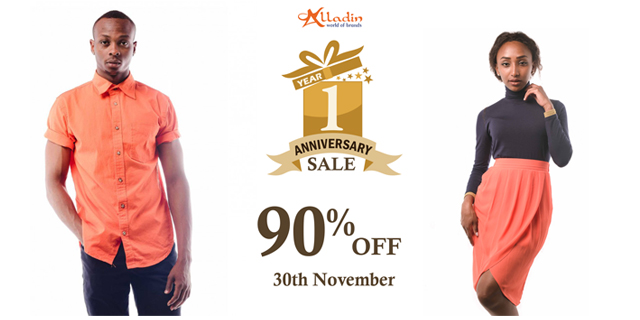 Alladin
world of brands
YEAR
1
ANNIVERSARY
SALE
90% OFF
30th November